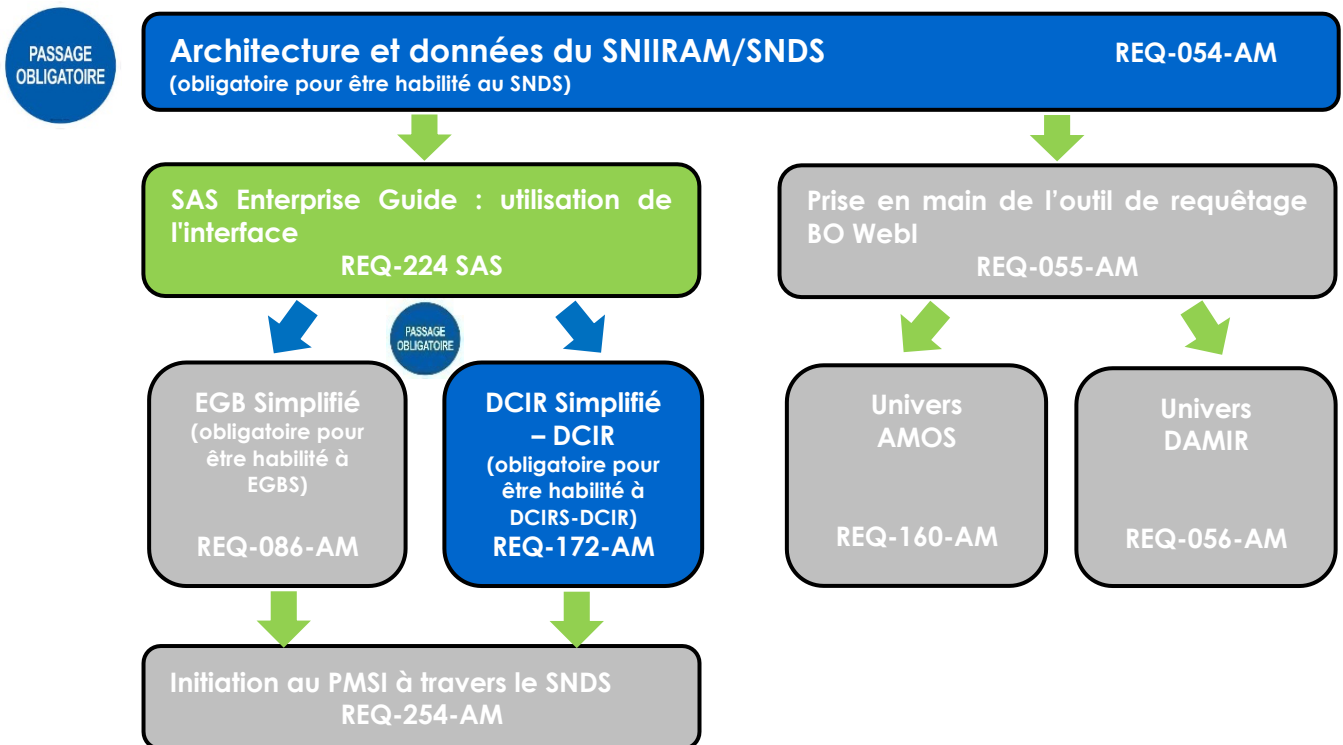 PASSAGE
OBLIGATOIRE
Architecture et données du SNIIRAM/SNDS REQ-054-AM
(obligatoire pour être habilité au SNDS)
SAS Enterprise Guide : utilisation de
l'interface
REQ-224 SAS
Prise en main de l'outil de requêtage
BO WebI
REQ-055-AM
PASSAGE
OBLIGATOIRE
EGB Simplifié
(obligatoire pour
être habilité à
EGBS)
REQ-086-AM
DCIR Simplifié
– DCIR
(obligatoire pour
être habilité à
DCIRS-DCIR)
REQ-172-AM
Univers
AMOS
REQ-160-AM
Univers
DAMIR
REQ-056-AM
Initiation au PMSI à travers le SNDS
REQ-254-AM